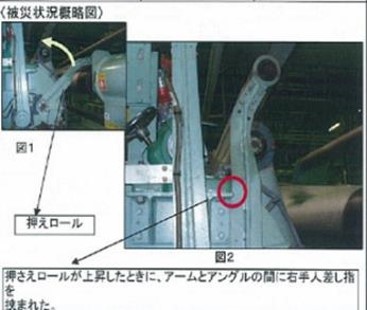 〈被災状況概略図〉
図1
押えロール
図2
押さえロールが上昇したときに、アームとアングルの間に右手人差し指
を
挟まれた。